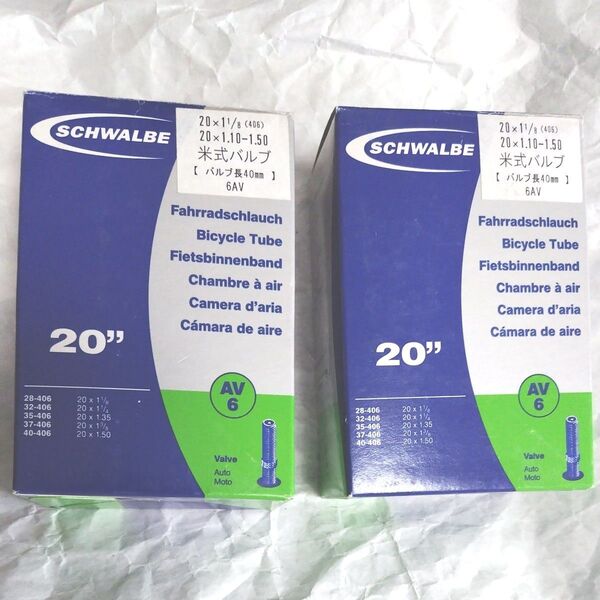 SCHWALBE
20×1 1/8 (406)
20×1.10-1.50
米式バルブ
【 バルブ長40mm 】
6AV
Fahrradschlauch
Bicycle Tube
Fietsbinnenband
Chambre à air
Camera d'aria
Cámara de aire
20”
AV
6
28-406 20 x 1 1/8
32-406 20 x 1 1/4
35-406 20 x 1.35
37-406 20 x 1 3/8
40-406 20 x 1.50
Valve
Auto
Moto
SCHWALBE
20×1 1/8 (406)
20×1.10-1.50
米式バルブ
【 バルブ長40mm 】
6AV
Fahrradschlauch
Bicycle Tube
Fietsbinnenband
Chambre à air
Camera d'aria
Cámara de aire
20”
AV
6
28-406 20 x 1 1/8
32-406 20 x 1 1/4
35-406 20 x 1.35
37-406 20 x 1 3/8
40-406 20 x 1.50
Valve
Auto
Moto